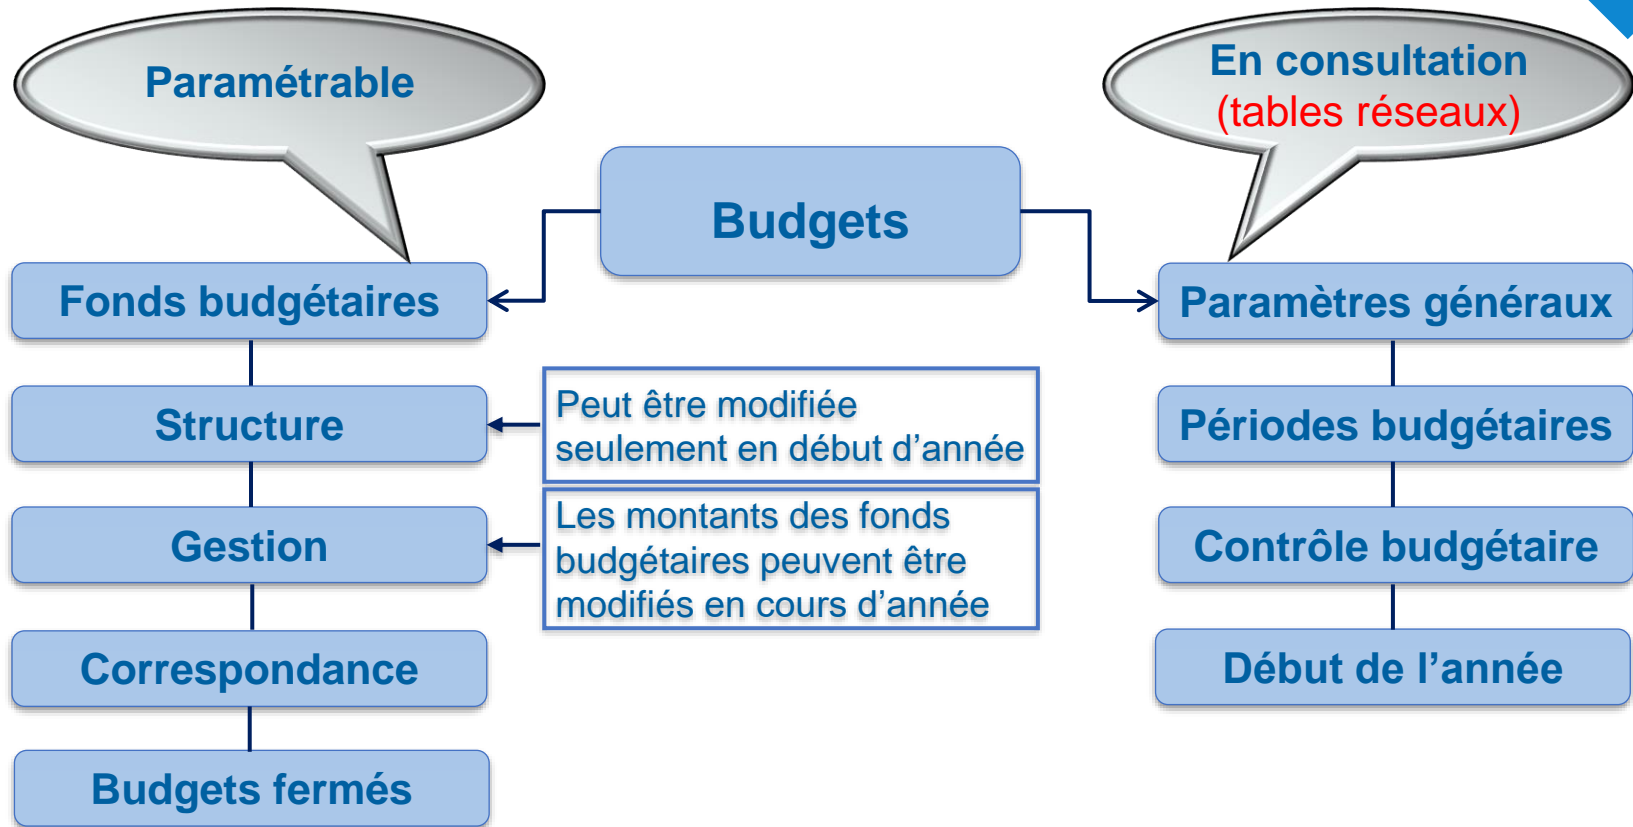 Paramétrable
En consultation
(tables réseaux)
Budgets
Fonds budgétaires
Structure
Gestion
Correspondance
Budgets fermés
Peut être modifiée
seulement en début d’année
Les montants des fonds
budgétaires peuvent être
modifiés en cours d’année
Paramètres généraux
Périodes budgétaires
Contrôle budgétaire
Début de l’année